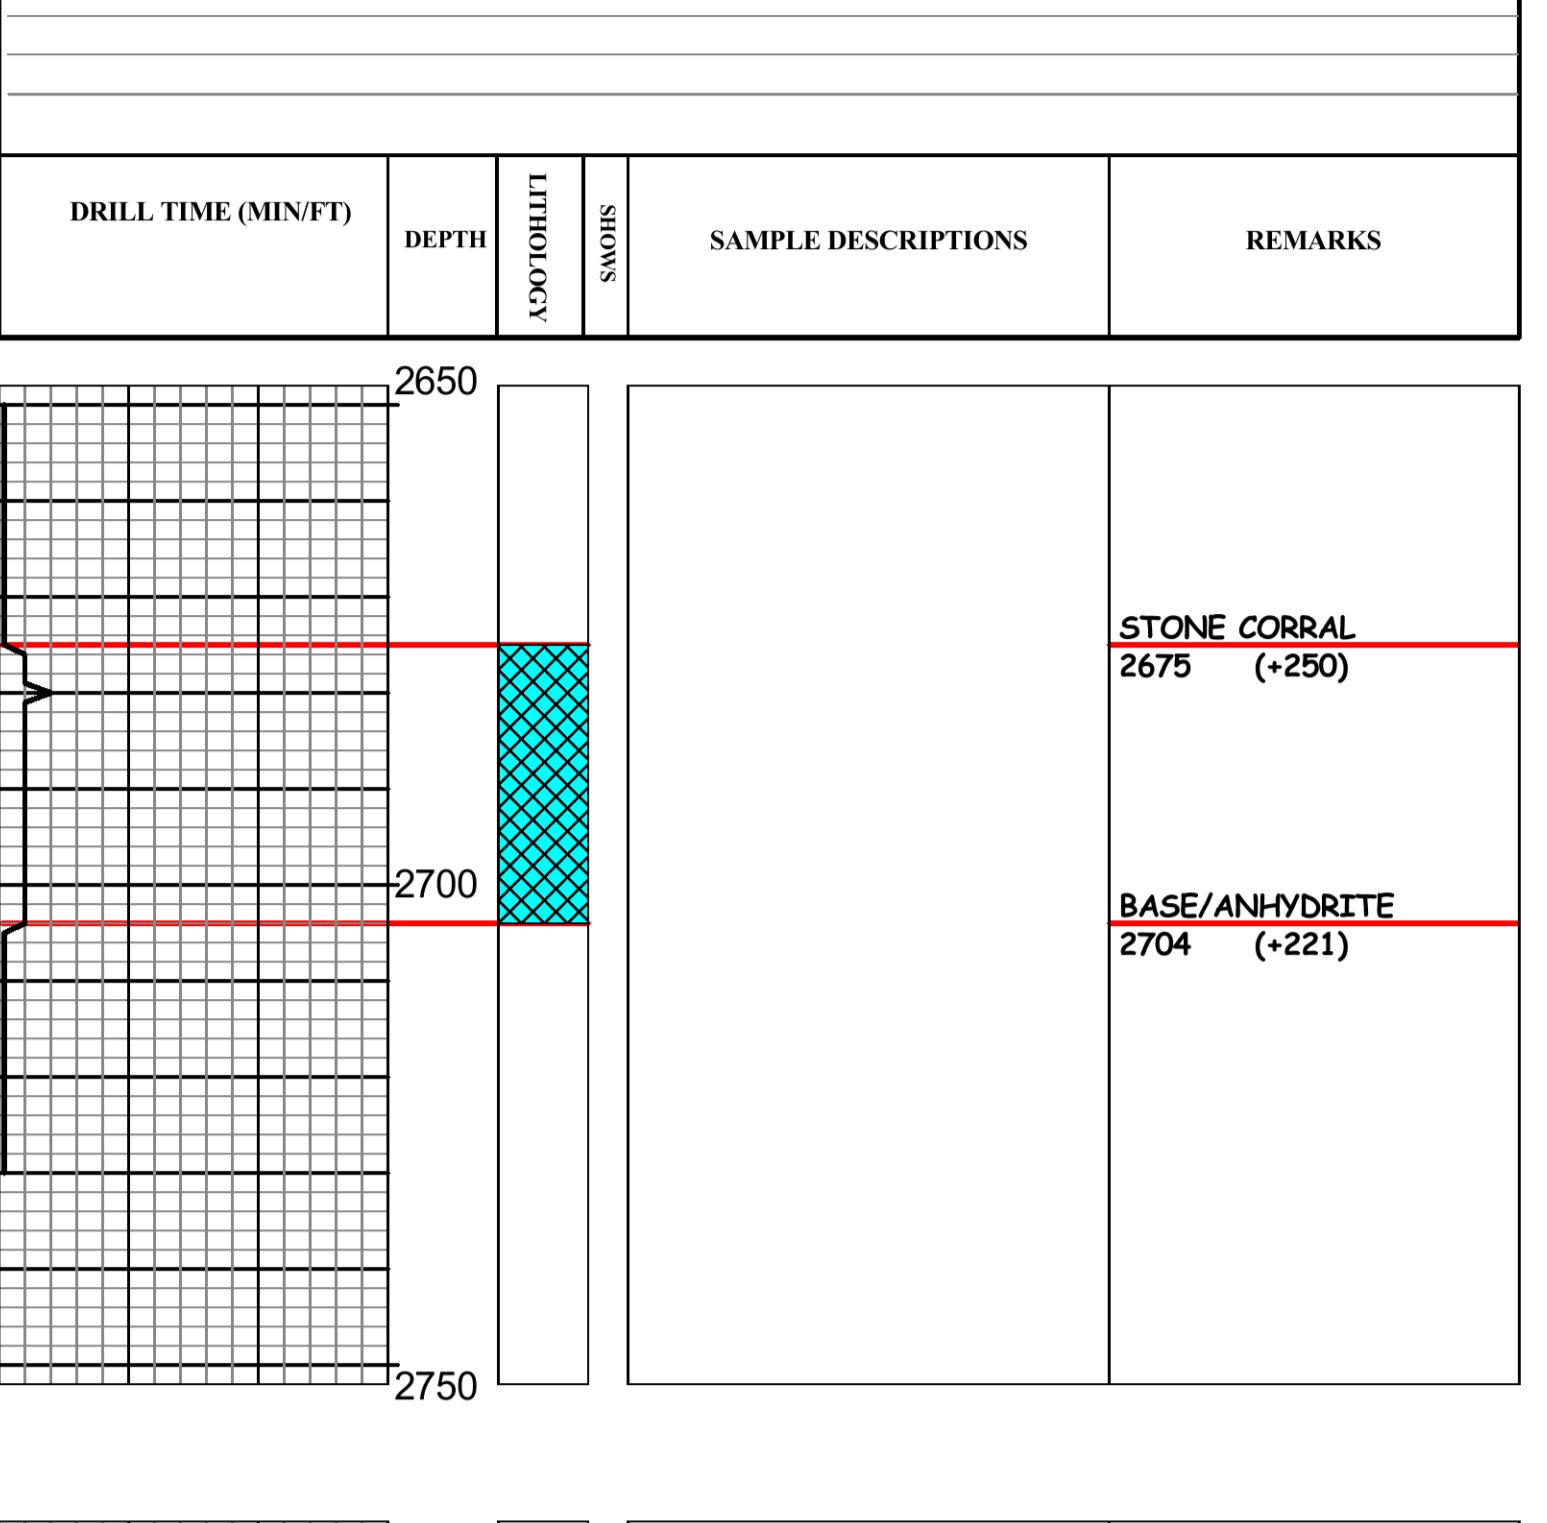 DRILL TIME (MIN/FT)
DEPTH
LITHOLOGY
SHOWS
SAMPLE DESCRIPTIONS
REMARKS
2650
STONE CORRAL
2675 (+250)
2700
BASE/ANHYDRITE
2704 (+221)
2750